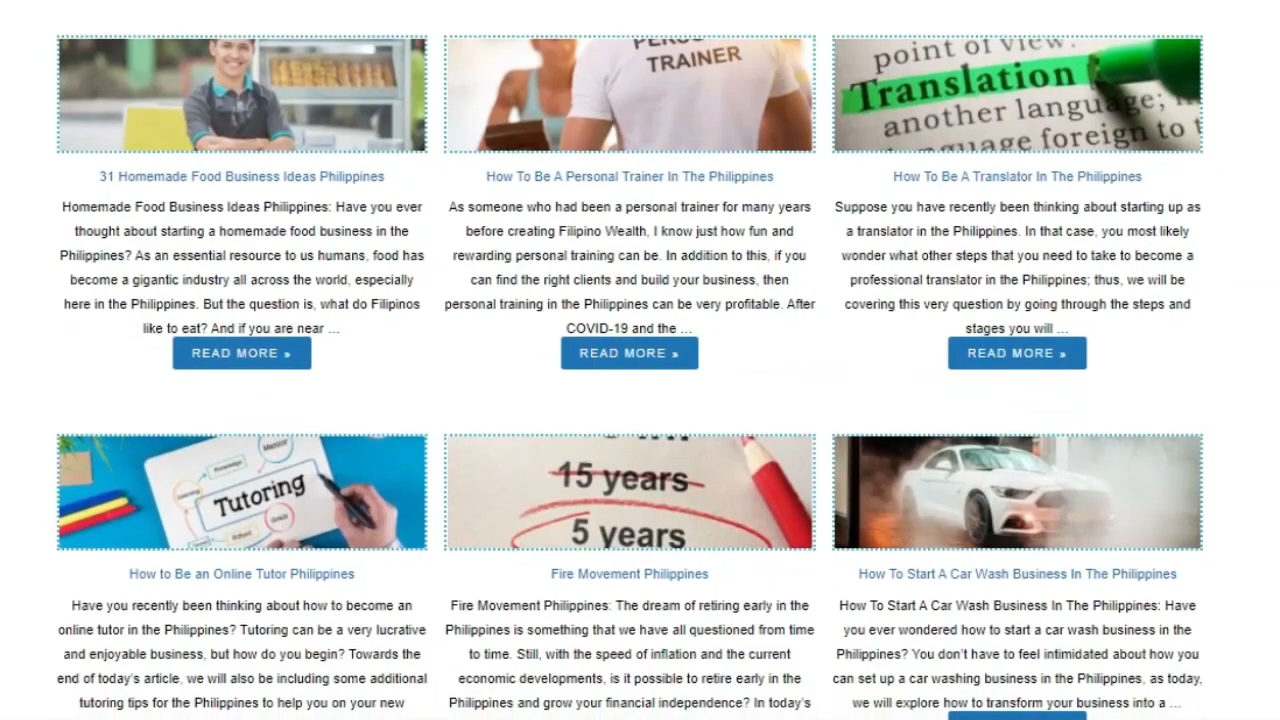 PERSONAL
TRAINER
point of view.
Translation
another language;
language foreign to t
31 Homemade Food Business Ideas Philippines
Homemade Food Business Ideas Philippines: Have you ever
thought about starting a homemade food business in the
Philippines? As an essential resource to us humans, food has
become a gigantic industry all across the world, especially
here in the Philippines. But the question is, what do Filipinos
like to eat? And if you are near ...
READ MORE »
How To Be A Personal Trainer In The Philippines
As someone who had been a personal trainer for many years
before creating Filipino Wealth, I know just how fun and
rewarding personal training can be. In addition to this, if you
can find the right clients and build your business, then
personal training in the Philippines can be very profitable. After
COVID-19 and the ...
READ MORE »
How To Be A Translator In The Philippines
Suppose you have recently been thinking about starting up as
a translator in the Philippines. In that case, you most likely
wonder what other steps that you need to take to become a
professional translator in the Philippines; thus, we will be
covering this very question by going through the steps and
stages you will ...
READ MORE »
Mentor
Knowledge
Learning
Tutoring
Goals
School
15 years
5 years
How to Be an Online Tutor Philippines
Have you recently been thinking about how to become an
online tutor in the Philippines? Tutoring can be a very lucrative
and enjoyable business, but how do you begin? Towards the
end of today's article, we will also be including some additional
tutoring tips for the Philippines to help you on your new
Fire Movement Philippines
Fire Movement Philippines: The dream of retiring early in the
Philippines is something that we have all questioned from time
to time. Still, with the speed of inflation and the current
economic developments, is it possible to retire early in the
Philippines and grow your financial independence? In today's
How To Start A Car Wash Business In The Philippines
How To Start A Car Wash Business In The Philippines: Have
you ever wondered how to start a car wash business in the
Philippines? You don't have to feel intimidated about how you
can set up a car washing business in the Philippines, as today,
we will explore how to transform your business into a ...